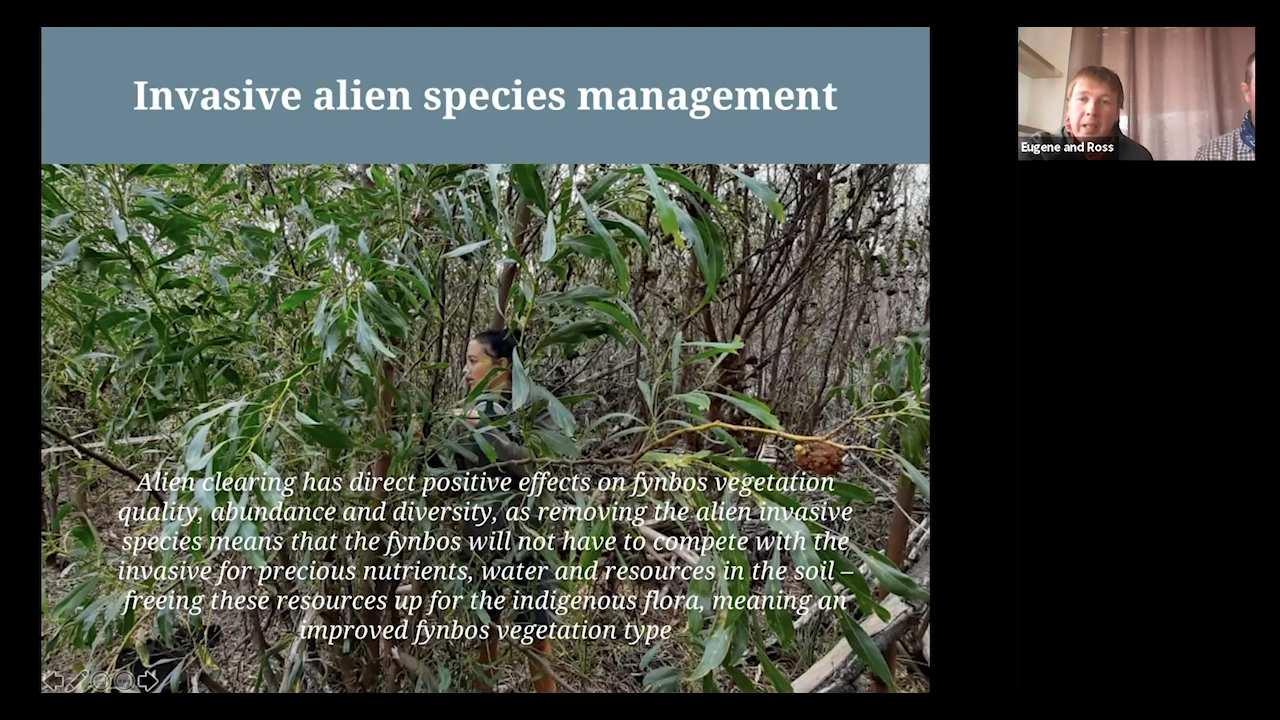 Invasive alien species management
Eugene and Ross
Alien clearing has direct positive effects on fynbos vegetation
quality, abundance and diversity, as removing the alien invasive
species means that the fynbos will not have to compete with the
invasive for precious nutrients, water and resources in the soil –
freeing these resources up for the indigenous flora, meaning an
improved fynbos vegetation type